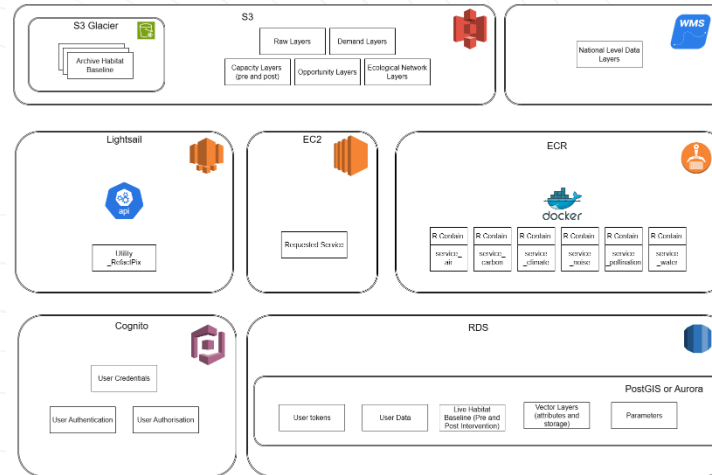 S3
S3 Glacier
Archive Habitat
Baseline
Raw Layers
Demand Layers
Capacity Layers
(pre and post)
Opportunity Layers
Ecological Network
Layers
WMS
National Level Data
Layers
Lightsail
api
Utility
_RefactPix
EC2
Requested Service
ECR
docker
R Contain
R Contain
R Contain
R Contain
R Contain
R Contain
service_
air
service_
carbon
service
_climate
service
_noise
service
_pollination
service
_water
Cognito
User Credentials
User Authentication
User Authorisation
RDS
PostGIS or Aurora
User tokens
User Data
Live Habitat
Baseline (Pre and
Post Intervention)
Vector Layers
(attributes and
storage)
Parameters